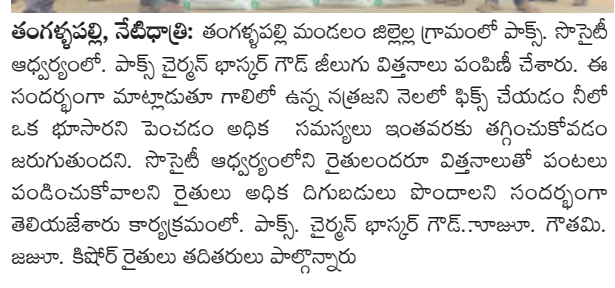 తంగళ్ళపల్లి, నేటిధాత్రి: తంగళ్ళపల్లి మండలం జిల్లెల్ల గ్రామంలో పాక్స్. సొసైటీ
ఆధ్వర్యంలో. పాక్స్ చైర్మన్ భాస్కర్ గౌడ్ జీలుగు విత్తనాలు పంపిణీ చేశారు. ఈ
సందర్భంగా మాట్లాడుతూ గాలిలో ఉన్న నత్రజని నెలలో ఫిక్స్ చేయడం నీలో
ఒక భూసారని పెంచడం అధిక సమస్యలు ఇంతవరకు తగ్గించుకోవడం
జరుగుతుందని. సొసైటీ ఆధ్వర్యంలోని రైతులందరూ విత్తనాలుతో పంటలు
పండించుకోవాలని రైతులు అధిక దిగుబడులు పొందాలని సందర్భంగా
తెలియజేశారు కార్యక్రమంలో. పాక్స్. చైర్మన్ భాస్కర్ గౌడ్. గౌతమి.
కిషోర్ రైతులు తదితరులు పాల్గొన్నారు